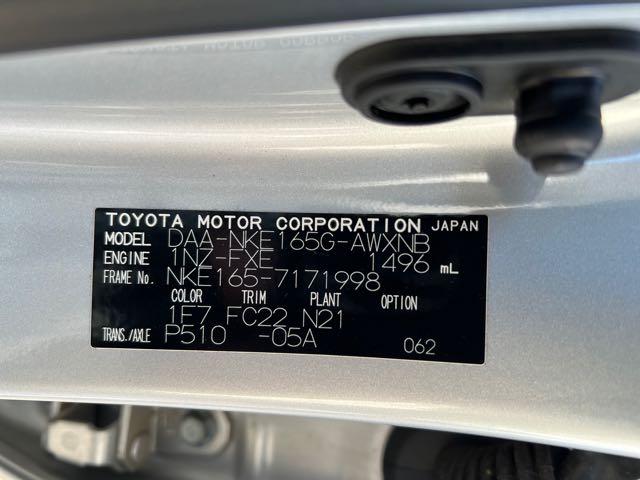 TOYOTA MOTOR CORPORATION JAPAN
MODEL DAA-NKE165G-AWXNB
ENGINE 1NZ-FXE 1496 mL
FRAME No. NKE165-7171998
COLOR TRIM PLANT OPTION
1F7 FC22 N21
TRANS./AXLE P510 -05A 062